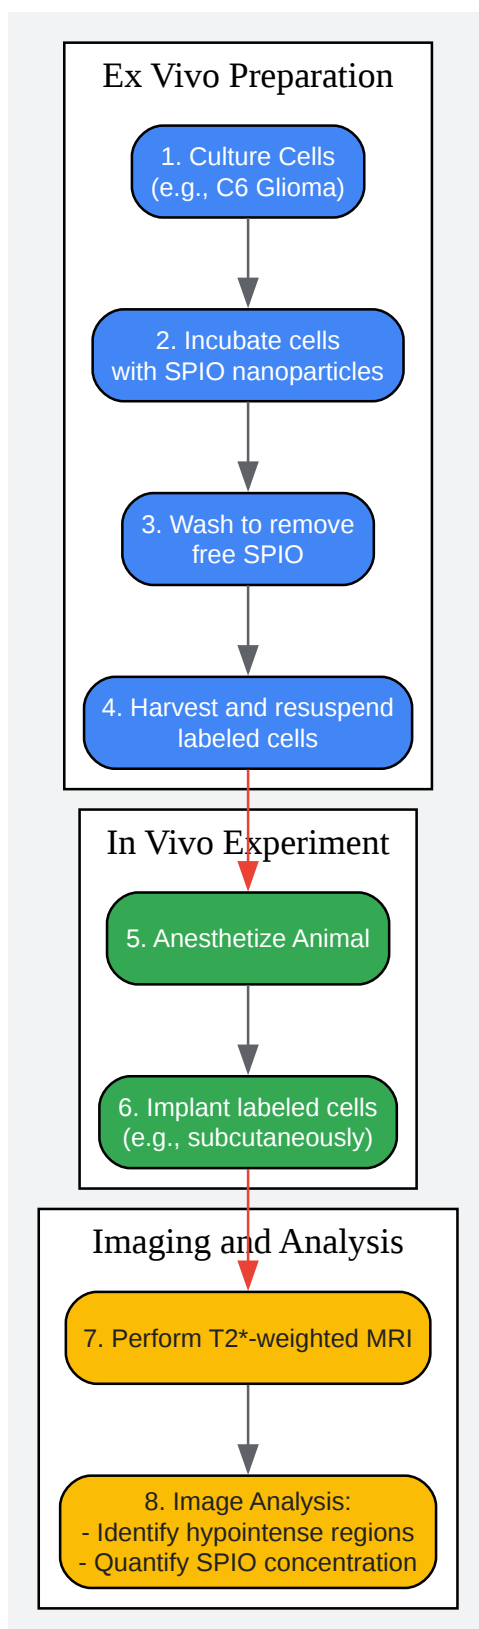 Ex Vivo Preparation
1. Culture Cells
(e.g., C6 Glioma)
2. Incubate cells
with SPIO nanoparticles
3. Wash to remove
free SPIO
4. Harvest and resuspend
labeled cells
In Vivo Experiment
5. Anesthetize Animal
6. Implant labeled cells
(e.g., subcutaneously)
Imaging and Analysis
7. Perform T2*-weighted MRI
8. Image Analysis:
- Identify hypointense regions
- Quantify SPIO concentration